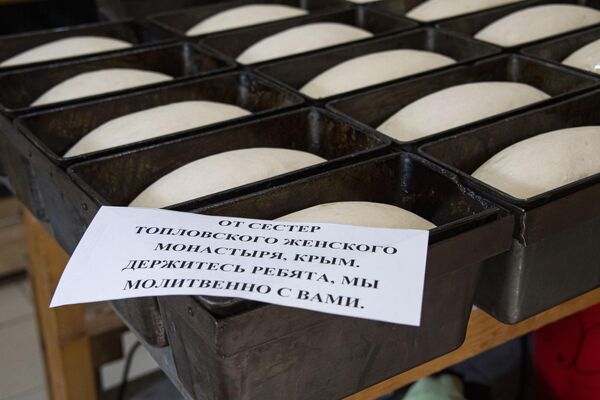 ОТ СЕСТЕР
ТОПЛОВСКОГО ЖЕНСКОГО
МОНАСТЫРЯ, КРЫМ.
ДЕРЖИТЕСЬ РЕБЯТА, МЫ
МОЛИТВЕННО С ВАМИ.